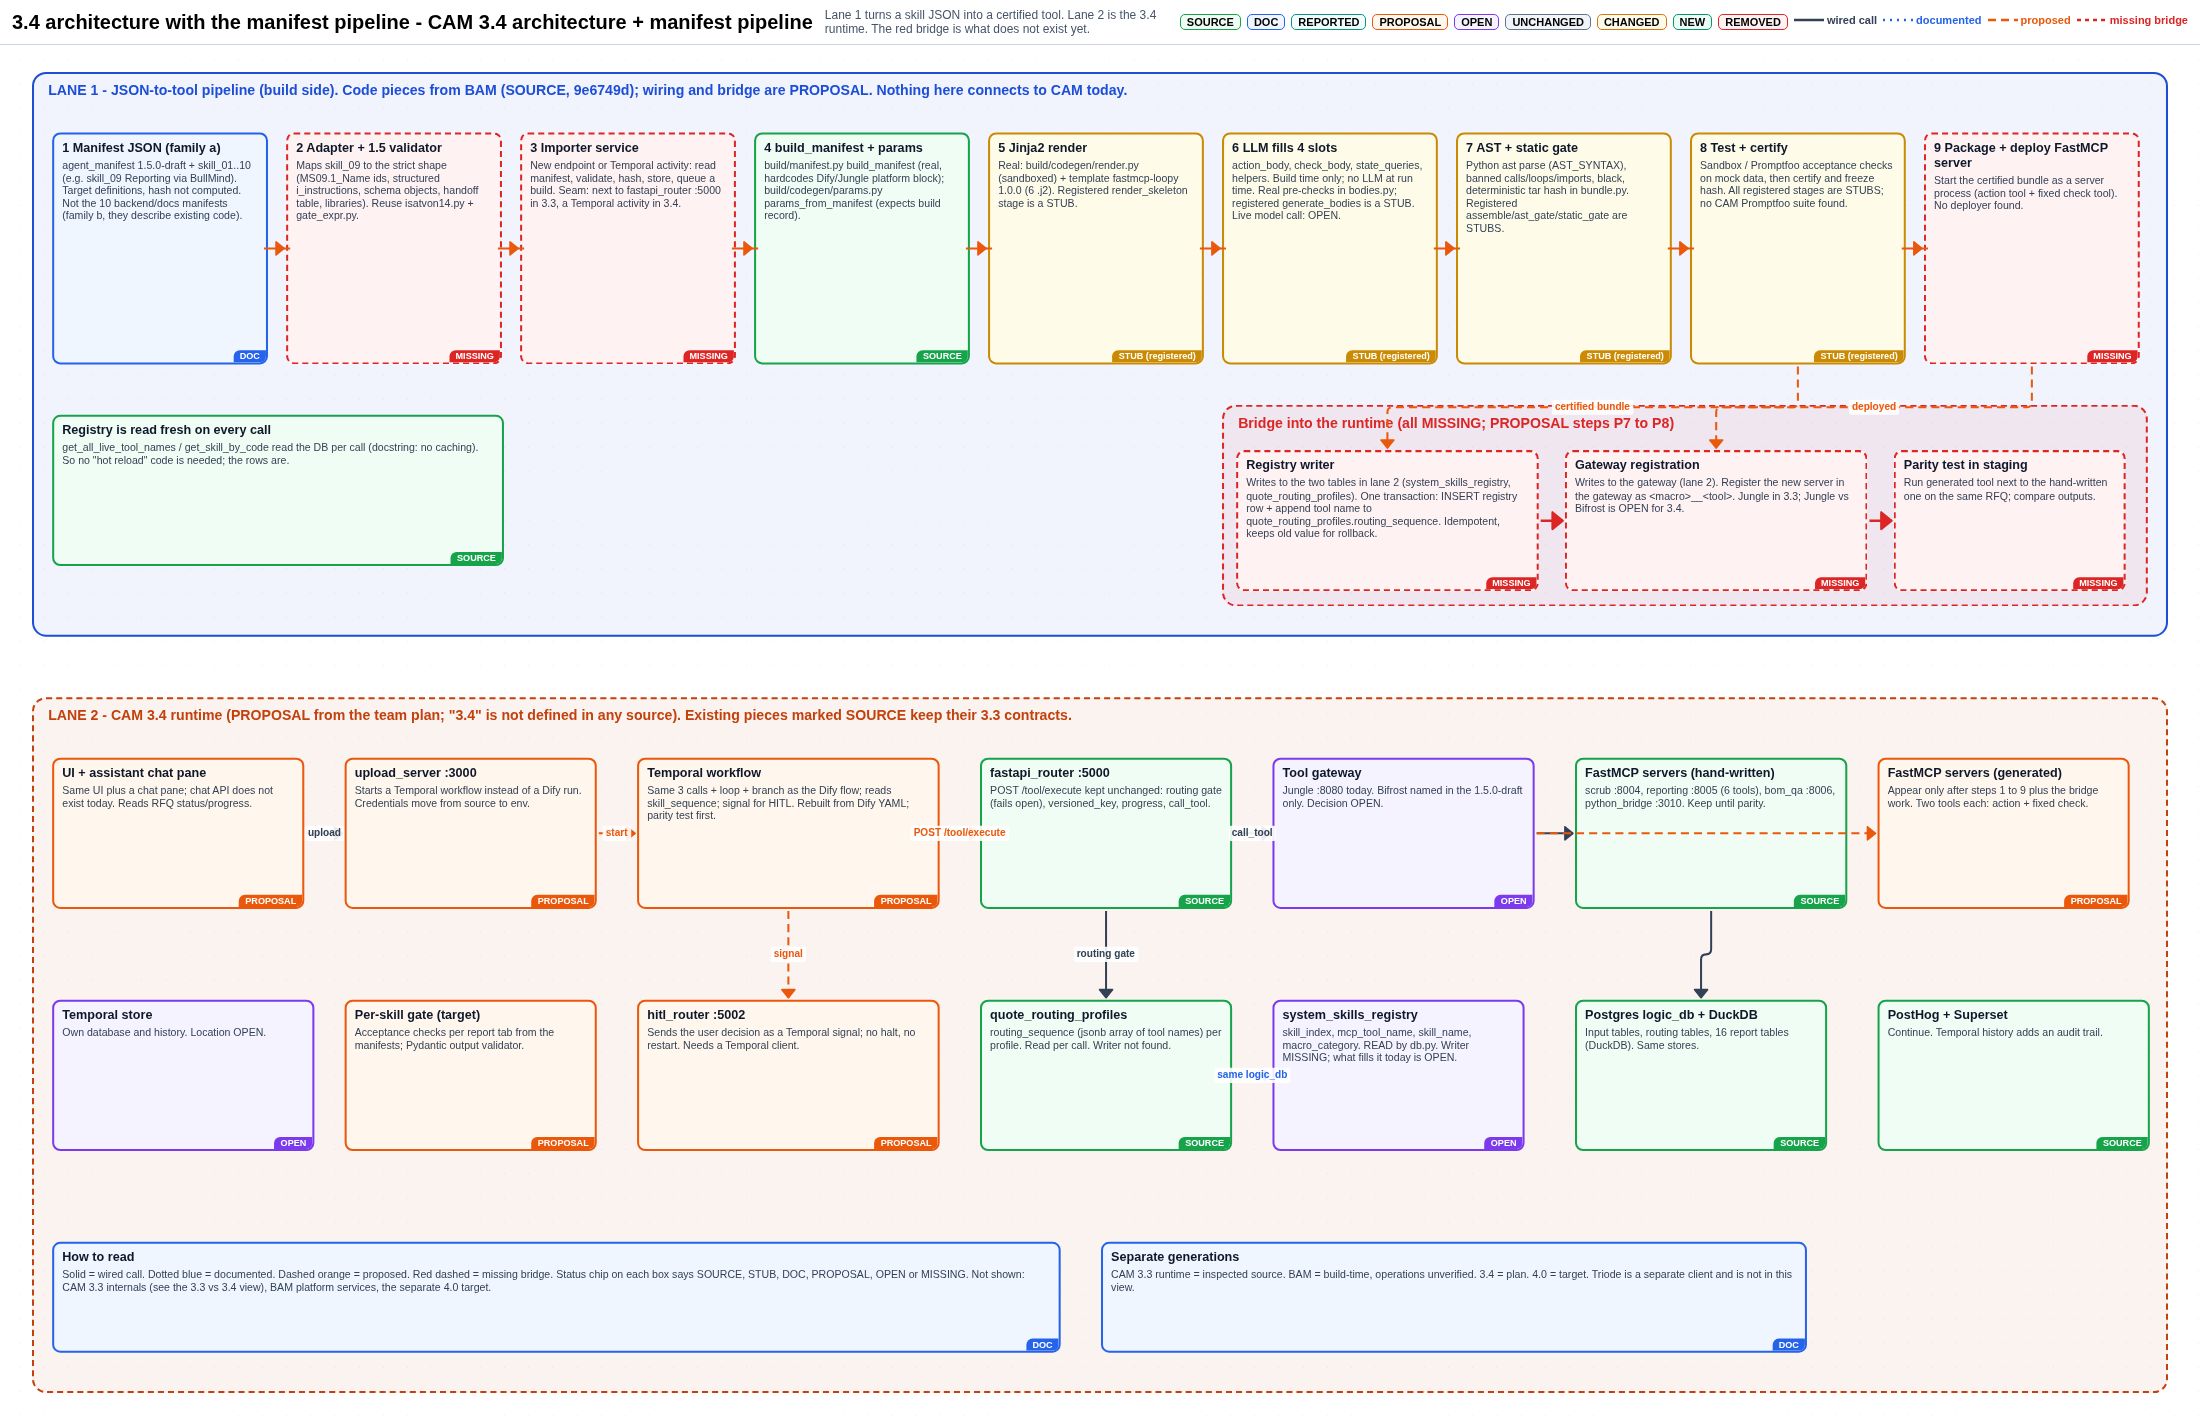 3.4 architecture with the manifest pipeline - CAM 3.4 architecture + manifest pipeline
Lane 1 turns a skill JSON into a certified tool. Lane 2 is the 3.4
runtime. The red bridge is what does not exist yet.
SOURCE DOC REPORTED PROPOSAL OPEN UNCHANGED CHANGED NEW REMOVED wired call documented proposed missing bridge
LANE 1 - JSON-to-tool pipeline (build side). Code pieces from BAM (SOURCE, 9e6749d); wiring and bridge are PROPOSAL. Nothing here connects to CAM today.
1 Manifest JSON (family a)
agent_manifest 1.5.0-draft + skill_01..10
(e.g. skill_09 Reporting via BullMind).
Target definitions, hash not computed.
Not the 10 backend/docs manifests
(family b, they describe existing code).
DOC
2 Adapter + 1.5 validator
Maps skill_09 to the strict shape
(MS09.1_Name ids, structured
i_instructions, schema objects, handoff
table, libraries). Reuse isatvon14.py +
gate_expr.py.
MISSING
3 Importer service
New endpoint or Temporal activity: read
manifest, validate, hash, store, queue a
build. Seam: next to fastapi_router :5000
in 3.3, a Temporal activity in 3.4.
MISSING
4 build_manifest + params
build/manifest.py build_manifest (real,
hardcodes Dify/Jungle platform block);
build/codegen/params.py
params_from_manifest (expects build
record).
SOURCE
5 Jinja2 render
Real: build/codegen/render.py
(sandboxed) + template fastmcp-loopy
1.0.0 (6 .j2). Registered render_skeleton
stage is a STUB.
STUB (registered)
6 LLM fills 4 slots
action_body, check_body, state_queries,
helpers. Build time only; no LLM at run
time. Real pre-checks in bodies.py;
registered generate_bodies is a STUB.
Live model call: OPEN.
STUB (registered)
7 AST + static gate
Python ast parse (AST_SYNTAX),
banned calls/loops/imports, black,
deterministic tar hash in bundle.py.
Registered
assemble/ast_gate/static_gate are
STUBS.
STUB (registered)
8 Test + certify
Sandbox / Promptfoo acceptance checks
on mock data, then certify and freeze
hash. All registered stages are STUBS;
no CAM Promptfoo suite found.
STUB (registered)
9 Package + deploy FastMCP
server
Start the certified bundle as a server
process (action tool + fixed check tool).
No deployer found.
MISSING
Registry is read fresh on every call
get_all_live_tool_names / get_skill_by_code read the DB per call (docstring: no caching).
So no "hot reload" code is needed; the rows are.
SOURCE
certified bundle
deployed
Bridge into the runtime (all MISSING; PROPOSAL steps P7 to P8)
Registry writer
Writes to the two tables in lane 2 (system_skills_registry,
quote_routing_profiles). One transaction: INSERT registry
row + append tool name to
quote_routing_profiles.routing_sequence. Idempotent,
keeps old value for rollback.
MISSING
Gateway registration
Writes to the gateway (lane 2). Register the new server in
the gateway as <macro>__<tool>. Jungle in 3.3; Jungle vs
Bifrost is OPEN for 3.4.
MISSING
Parity test in staging
Run generated tool next to the hand-written
one on the same RFQ; compare outputs.
MISSING
LANE 2 - CAM 3.4 runtime (PROPOSAL from the team plan; "3.4" is not defined in any source). Existing pieces marked SOURCE keep their 3.3 contracts.
UI + assistant chat pane
Same UI plus a chat pane; chat API does not
exist today. Reads RFQ status/progress.
PROPOSAL
upload
upload_server :3000
Starts a Temporal workflow instead of a Dify run.
Credentials move from source to env.
PROPOSAL
start
Temporal workflow
Same 3 calls + loop + branch as the Dify flow; reads
skill_sequence; signal for HITL. Rebuilt from Dify YAML;
parity test first.
PROPOSAL
POST /tool/execute
fastapi_router :5000
POST /tool/execute kept unchanged: routing gate
(fails open), versioned_key, progress, call_tool.
SOURCE
call_tool
Tool gateway
Jungle :8080 today. Bifrost named in the 1.5.0-draft
only. Decision OPEN.
OPEN
FastMCP servers (hand-written)
scrub :8004, reporting :8005 (6 tools), bom_qa :8006,
python_bridge :3010. Keep until parity.
SOURCE
FastMCP servers (generated)
Appear only after steps 1 to 9 plus the bridge
work. Two tools each: action + fixed check.
PROPOSAL
signal
routing gate
Temporal store
Own database and history. Location OPEN.
OPEN
Per-skill gate (target)
Acceptance checks per report tab from the
manifests; Pydantic output validator.
PROPOSAL
hitl_router :5002
Sends the user decision as a Temporal signal; no halt, no
restart. Needs a Temporal client.
PROPOSAL
quote_routing_profiles
routing_sequence (jsonb array of tool names) per
profile. Read per call. Writer not found.
SOURCE
same logic_db
system_skills_registry
skill_index, mcp_tool_name, skill_name,
macro_category. READ by db.py. Writer
MISSING; what fills it today is OPEN.
OPEN
Postgres logic_db + DuckDB
Input tables, routing tables, 16 report tables
(DuckDB). Same stores.
SOURCE
PostHog + Superset
Continue. Temporal history adds an audit trail.
SOURCE
How to read
Solid = wired call. Dotted blue = documented. Dashed orange = proposed. Red dashed = missing bridge. Status chip on each box says SOURCE, STUB, DOC, PROPOSAL, OPEN or MISSING. Not shown:
CAM 3.3 internals (see the 3.3 vs 3.4 view), BAM platform services, the separate 4.0 target.
DOC
Separate generations
CAM 3.3 runtime = inspected source. BAM = build-time, operations unverified. 3.4 = plan. 4.0 = target. Triode is a separate client and is not in this
view.
DOC